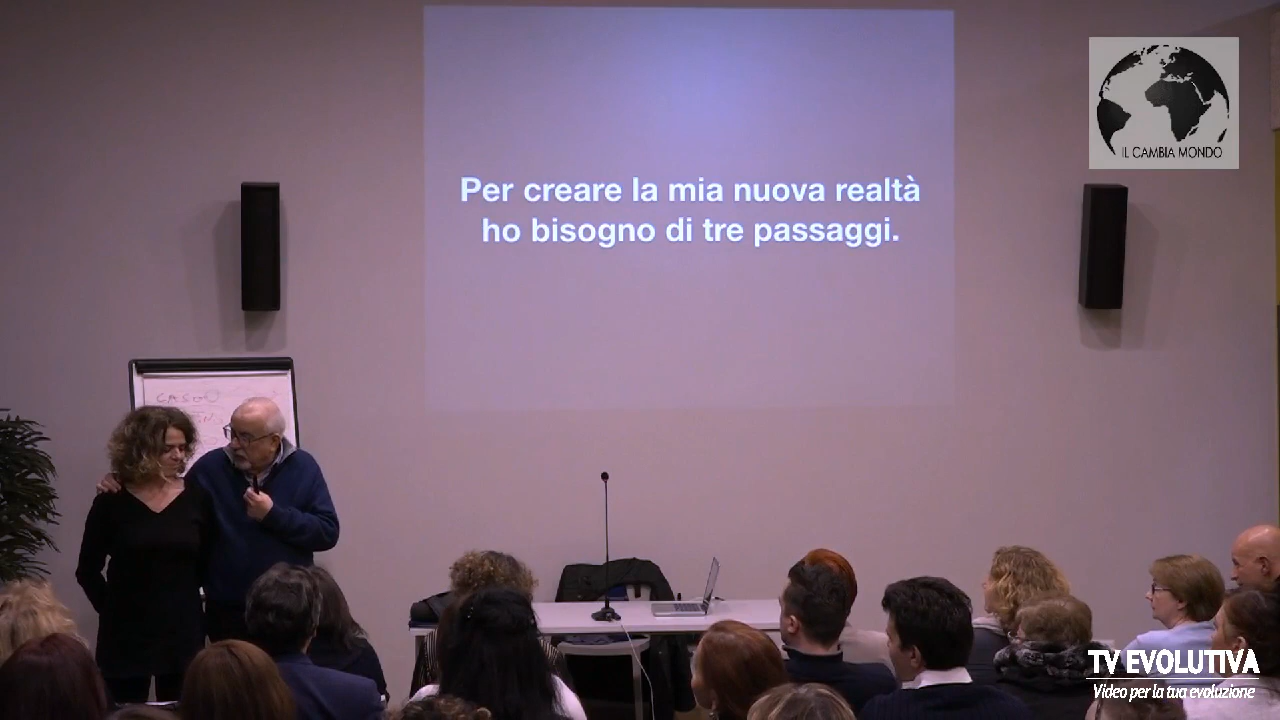 IL CAMBIA MONDO
Per creare la mia nuova realtà
ho bisogno di tre passaggi.
TV EVOLUTIVA
Video per la tua evoluzione